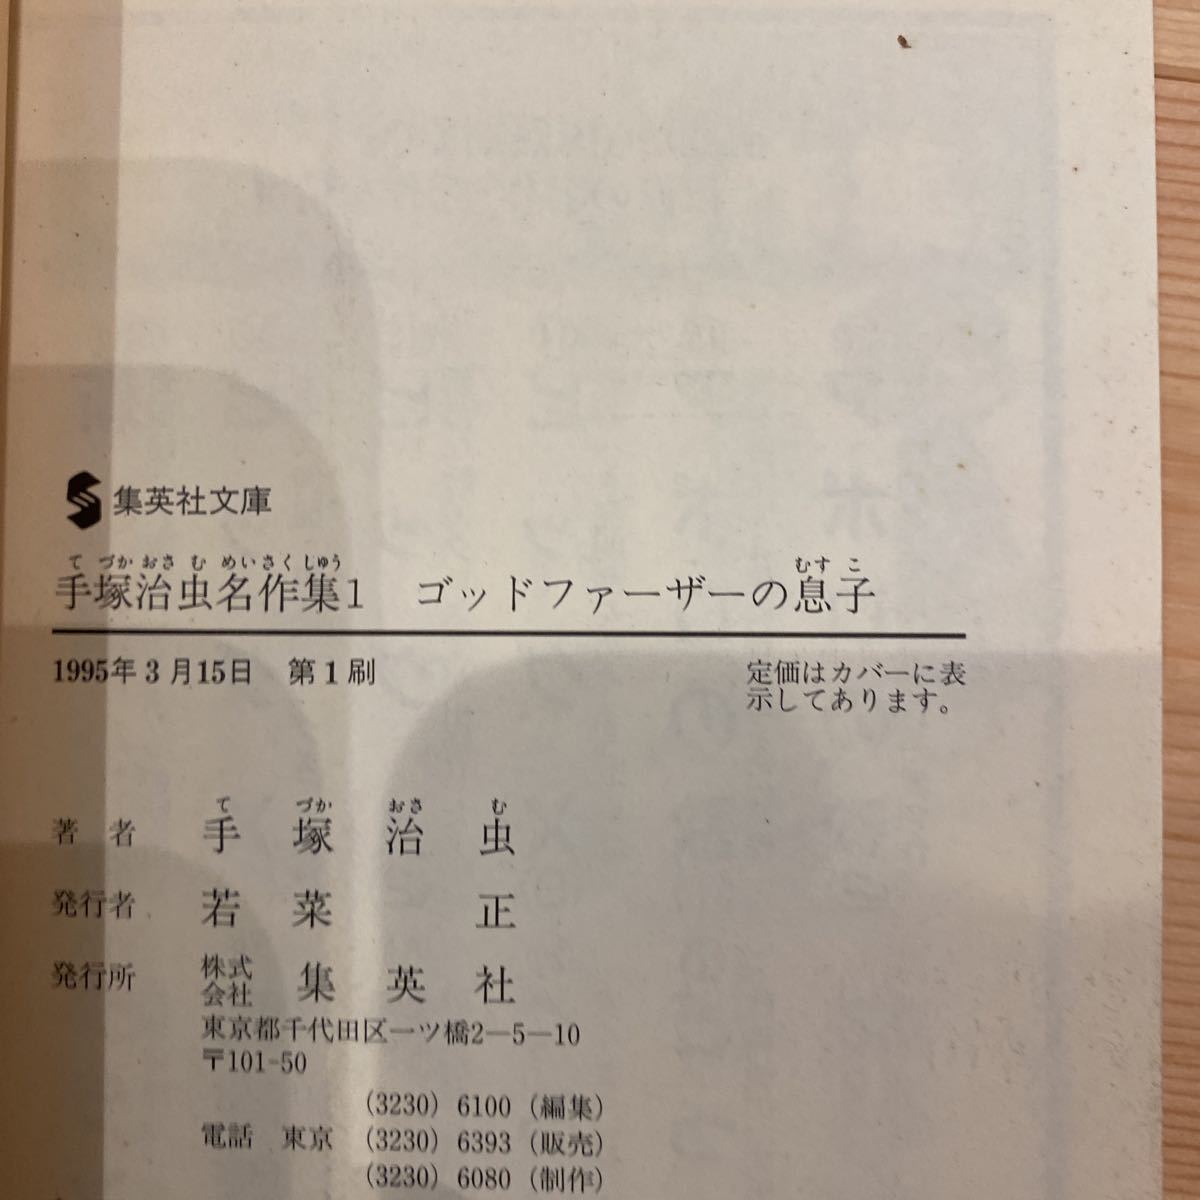 集英社文庫
てづかおさむめいさくしゅう むすこ
手塚治虫名作集1 ゴッドファーザーの息子
1995年3月15日 第1刷
定価はカバーに表
示してあります。
て づか おさ む
著者 手塚治虫
発行者 若菜 正
発行所 株式会社 集英社
東京都千代田区一ツ橋2—5—10
〒101-50
(3230) 6100 (編集)
電話 東京 (3230) 6393 (販売)
(3230) 6080 (制作)